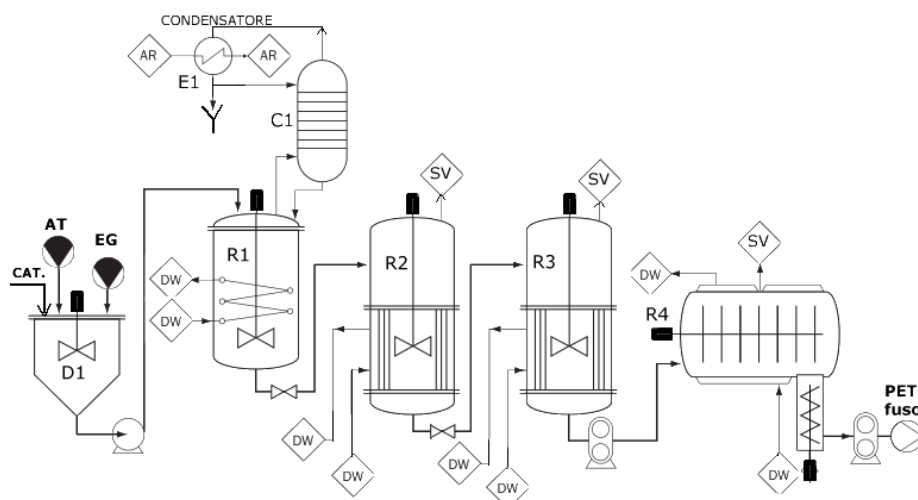 CONDENSATORE
AR
AR
E1
C1
SV
SV
AT
EG
R1
R2
R3
SV
CAT.
DW
DW
DW
R4
D1
PET
fuso
DW
DW
DW
DW
DW